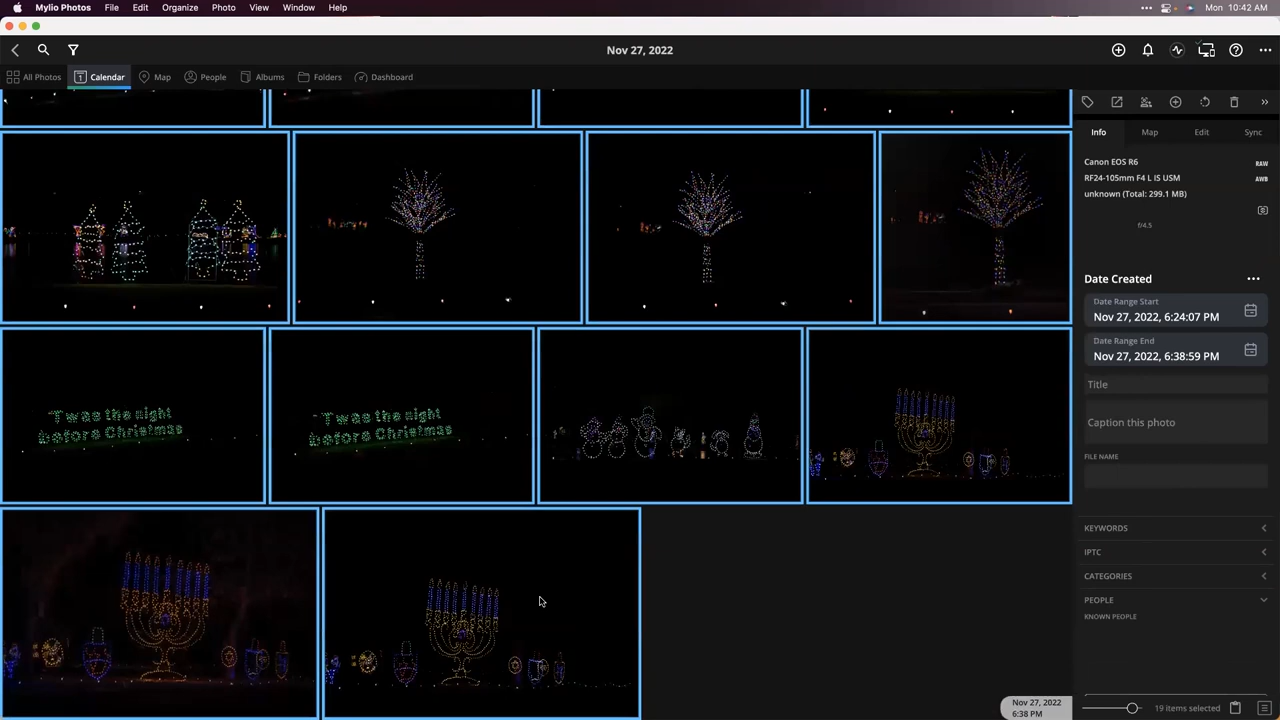 Mylio Photos File Edit Organize Photo View Window Help
Mon 10:42 AM
Nov 27, 2022
All Photos
Calendar
Map
People
Albums
Folders
Dashboard
Info
Map
Edit
Sync
Canon EOS R6
RAW
RF24-105mm F4 L IS USM
AWB
unknown (Total: 299.1 MB)
f/4.5
Date Created
Date Range Start
Nov 27, 2022, 6:24:07 PM
Date Range End
Nov 27, 2022, 6:38:59 PM
Title
Caption this photo
FILE NAME
KEYWORDS
IPTC
CATEGORIES
PEOPLE
KNOWN PEOPLE
'Twas the night
before Christmas
'Twas the night
before Christmas
Nov 27, 2022
6:38 PM
19 items selected